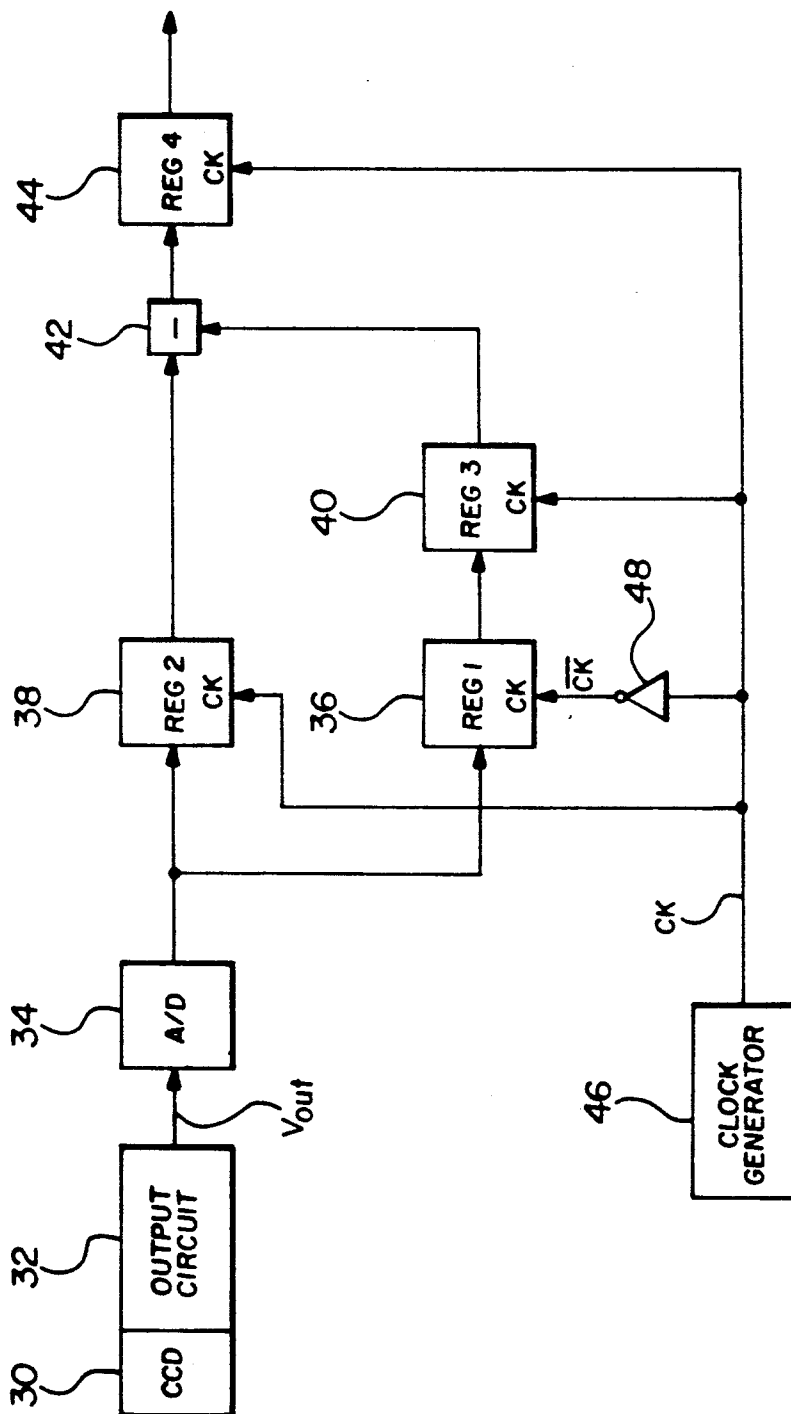 30
CCD
32
OUTPUT
CIRCUIT
Vout
34
A/D
38
REG 2
CK
42
–
44
REG 4
CK
36
REG 1
CK
40
REG 3
CK
C̅K̅
48
46
CLOCK
GENERATOR
CK